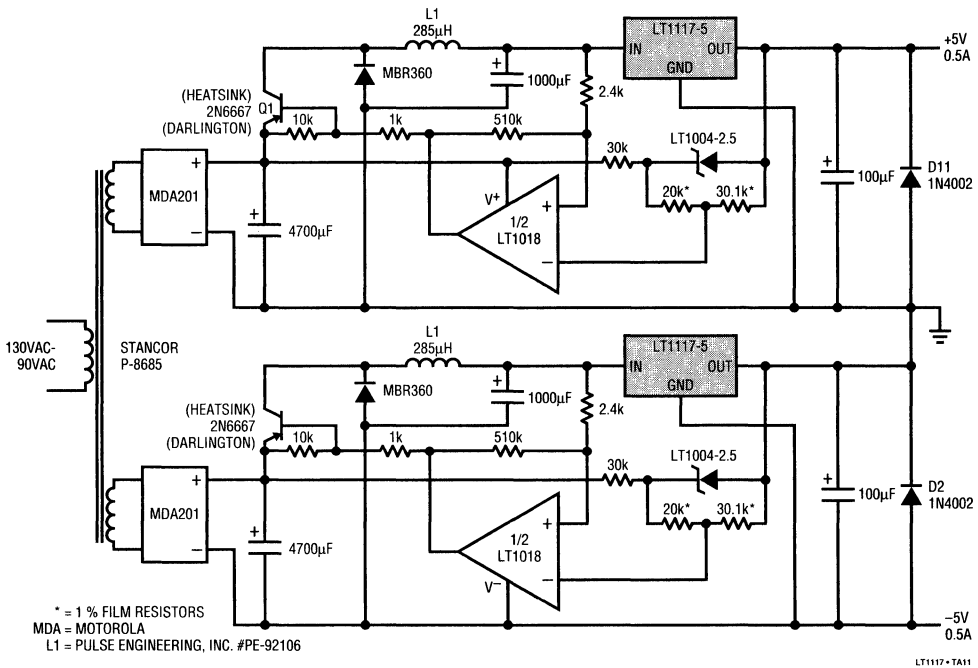 L1
285µH
LT1117-5
IN
OUT
GND
+5V
0.5A
MBR360
1000µF
2.4k
(HEATSINK)
2N6667
(DARLINGTON)
Q1
10k
1k
510k
LT1004-2.5
30k
20k*
30.1k*
+
MDA201
–
+
4700µF
V+
1/2
LT1018
+
–
+
100µF
D11
1N4002
130VAC-
90VAC
STANCOR
P-8685
L1
285µH
LT1117-5
IN
OUT
GND
MBR360
+
1000µF
2.4k
(HEATSINK)
2N6667
(DARLINGTON)
10k
1k
510k
LT1004-2.5
30k
20k*
30.1k*
+
MDA201
–
+
4700µF
1/2
LT1018
V–
+
–
+
100µF
D2
1N4002
–5V
0.5A
* = 1 % FILM RESISTORS
MDA = MOTOROLA
L1 = PULSE ENGINEERING, INC. #PE-92106
LT1117 • TA11